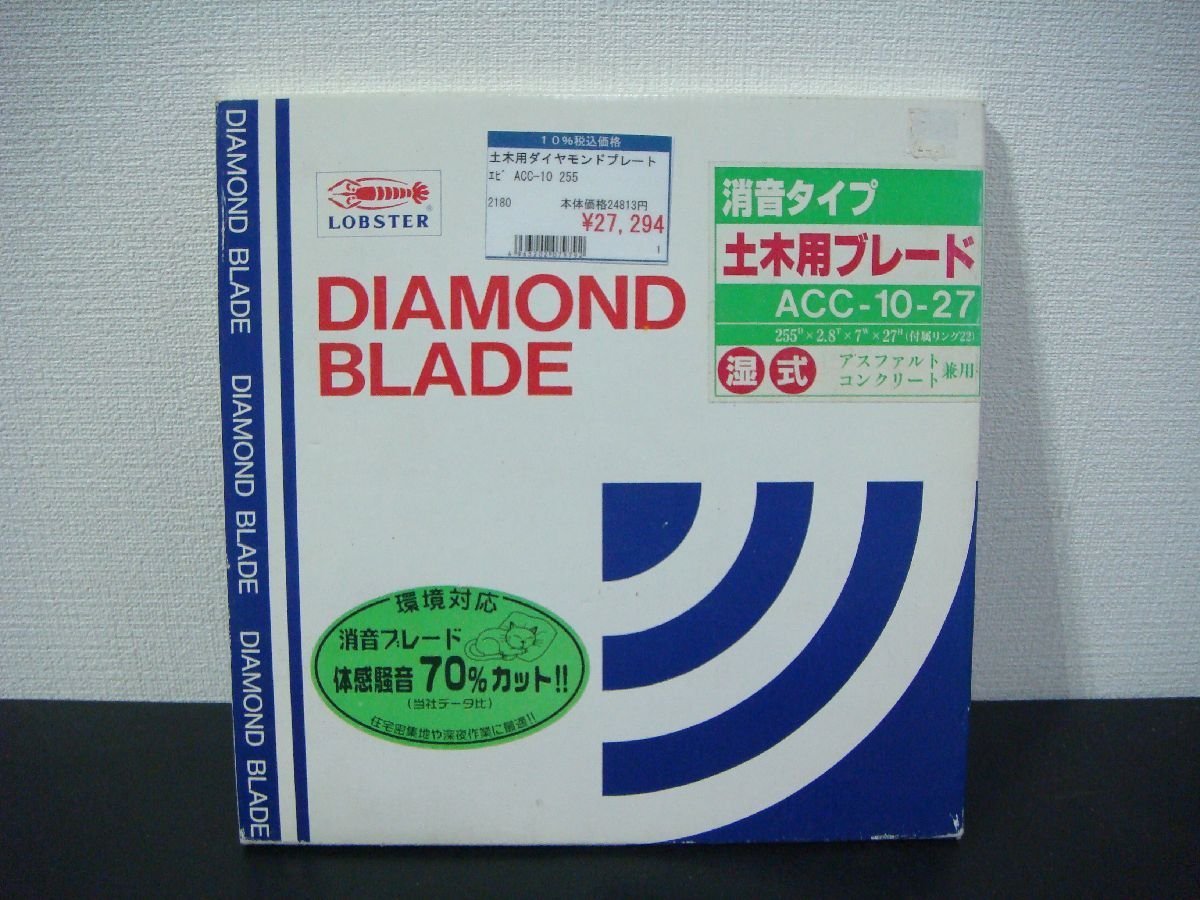 DIAMOND BLADE DIAMOND BLADE DIAMOND BLADE
LOBSTER
10%税込価格
土木用ダイヤモンドブレート
ｴﾋﾞ ACC-10 255
2180 本体価格24813円
¥27,294
1
DIAMOND
BLADE
消音タイプ
土木用ブレード
ACC-10-27
255ᴰ×2.8ᵀ×7ᵂ×27ᴴ(付属リング22)
湿式
アスファルト
コンクリート
兼用
環境対応
消音ブレード
体感騒音70%カット!!
(当社データ比)
住宅密集地や深夜作業に最適!!